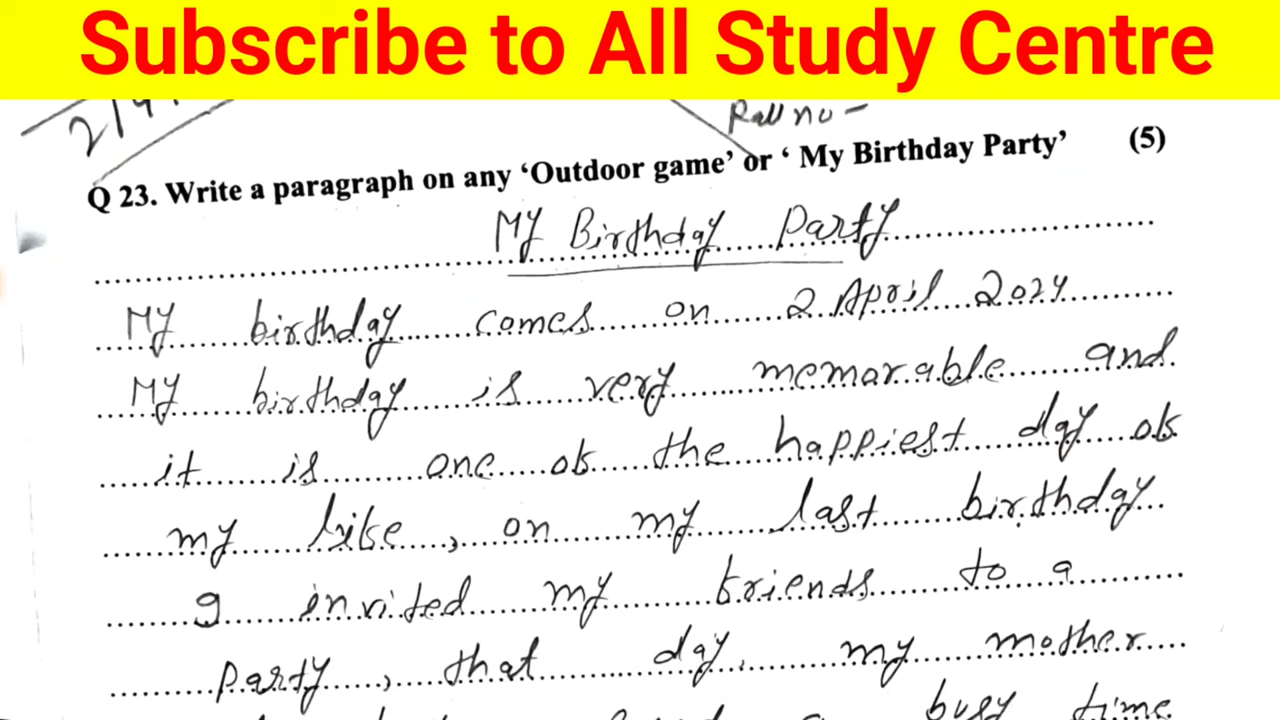 Subscribe to All Study Centre
Roll no -
Q 23. Write a paragraph on any ‘Outdoor game’ or ‘ My Birthday Party’ (5)
My Birthday Party
My birthday comes on 2 April 2024
My birthday is very memorable and
it is one of the happiest day of
my life, on my last birthday
I invited my friends to a
party, that day, my mother
busy time